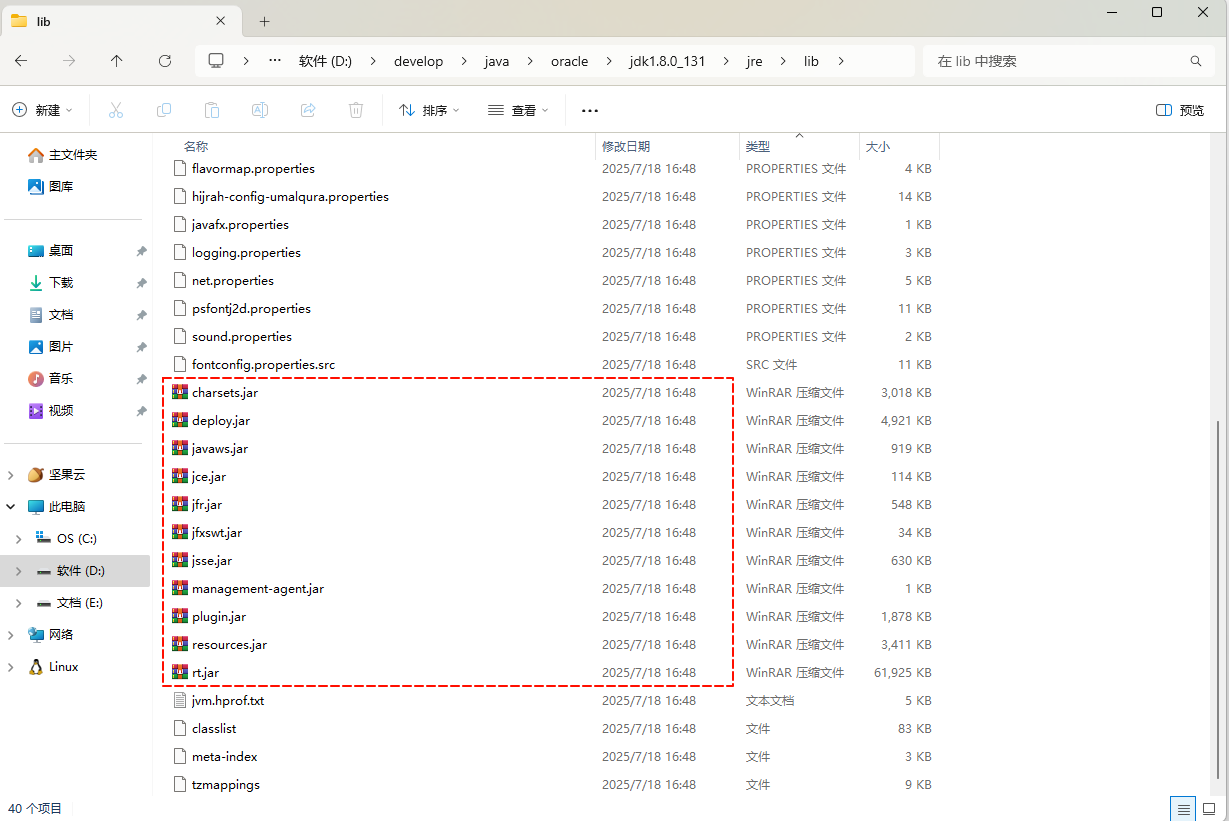 lib
软件 (D:) develop java oracle jdk1.8.0_131 jre lib
在 lib 中搜索
新建 排序 查看 预览
名称 修改日期 类型 大小
主文件夹
图库
桌面
下载
文档
图片
音乐
视频
坚果云
此电脑
OS (C:)
软件 (D:)
文档 (E:)
网络
Linux
flavormap.properties 2025/7/18 16:48 PROPERTIES 文件 4 KB
hijrah-config-umalqura.properties 2025/7/18 16:48 PROPERTIES 文件 14 KB
javafx.properties 2025/7/18 16:48 PROPERTIES 文件 1 KB
logging.properties 2025/7/18 16:48 PROPERTIES 文件 3 KB
net.properties 2025/7/18 16:48 PROPERTIES 文件 5 KB
psfontj2d.properties 2025/7/18 16:48 PROPERTIES 文件 11 KB
sound.properties 2025/7/18 16:48 PROPERTIES 文件 2 KB
fontconfig.properties.src 2025/7/18 16:48 SRC 文件 11 KB
charsets.jar 2025/7/18 16:48 WinRAR 压缩文件 3,018 KB
deploy.jar 2025/7/18 16:48 WinRAR 压缩文件 4,921 KB
javaws.jar 2025/7/18 16:48 WinRAR 压缩文件 919 KB
jce.jar 2025/7/18 16:48 WinRAR 压缩文件 114 KB
jfr.jar 2025/7/18 16:48 WinRAR 压缩文件 548 KB
jfxswt.jar 2025/7/18 16:48 WinRAR 压缩文件 34 KB
jsse.jar 2025/7/18 16:48 WinRAR 压缩文件 630 KB
management-agent.jar 2025/7/18 16:48 WinRAR 压缩文件 1 KB
plugin.jar 2025/7/18 16:48 WinRAR 压缩文件 1,878 KB
resources.jar 2025/7/18 16:48 WinRAR 压缩文件 3,411 KB
rt.jar 2025/7/18 16:48 WinRAR 压缩文件 61,925 KB
jvm.hprof.txt 2025/7/18 16:48 文本文档 5 KB
classlist 2025/7/18 16:48 文件 83 KB
meta-index 2025/7/18 16:48 文件 3 KB
tzmappings 2025/7/18 16:48 文件 9 KB
40 个项目